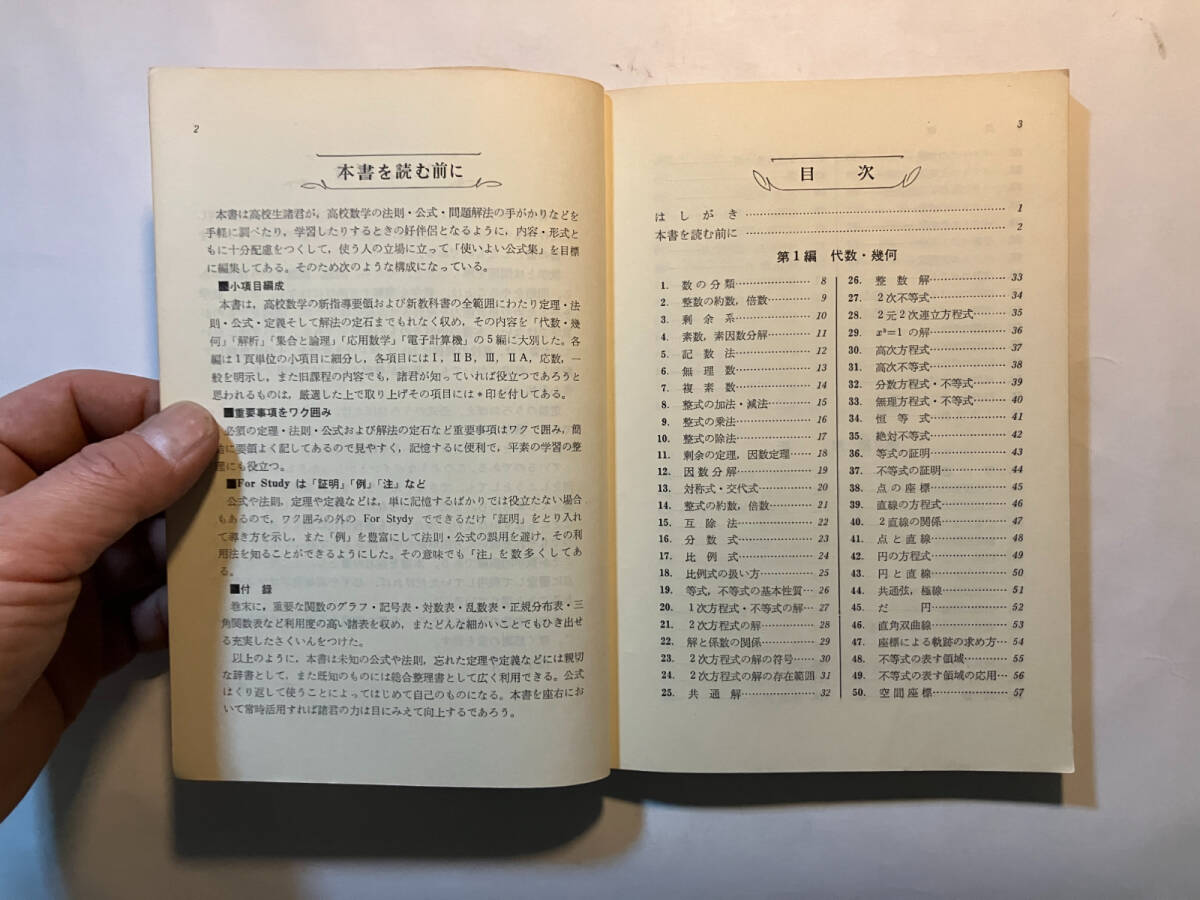 2
本書を読む前に
本書は高校生諸君が，高校数学の法則・公式・問題解法の手がかりなどを
手軽に調べたり，学習したりするときの好伴侶となるように，内容・形式と
もに十分配慮をつくして，使う人の立場に立って「使いよい公式集」を目標
に編集してある。そのため次のような構成になっている。
■小項目編成
本書は，高校数学の新指導要領および新教科書の全範囲にわたり定理・法
則・公式・定義そして解法の定石までもれなく収め，その内容を「代数・幾
何」「解析」「集合と論理」「応用数学」「電子計算機」の5編に大別した。各
編は1頁単位の小項目に細分し，各項目にはⅠ，ⅡB，Ⅲ，ⅡA，応数，一
般を明示し，また旧課程の内容でも，諸君が知っていれば役立つであろうと
思われるものは，厳選した上で取り上げその項目には*印を付してある。
■重要事項をワク囲み
必須の定理・法則・公式および解法の定石など重要事項はワクで囲み，簡
に要領よく記してあるので見やすく，記憶するに便利で，平素の学習の整
理にも役立つ。
■For Study は「証明」「例」「注」など
公式や法則，定理や定義などは，単に記憶するばかりでは役立たない場合
もあるので，ワク囲みの外の For Stydy でできるだけ「証明」をとり入れ
て導き方を示し，また「例」を豊富にして法則・公式の誤用を避け，その利
用法を知ることができるようにした。その意味でも「注」を数多くしてあ
る。
■付 録
巻末に，重要な関数のグラフ・記号表・対数表・乱数表・正規分布表・三
角関数表など利用度の高い諸表を収め，またどんな細かいことでもひき出せ
る充実したさくいんをつけた。
以上のように，本書は未知の公式や法則，忘れた定理や定義などには親切
な辞書として，また既知のものには総合整理書として広く利用できる。公式
はくり返して使うことによってはじめて自己のものになる。本書を座右にお
いて常時活用すれば諸君の力は目にみえて向上するであろう。
3
目 次
はしがき…………1
本書を読む前に…………2
第1編 代数・幾何
1. 数の分類…………8
2. 整数の約数，倍数…………9
3. 剰余系…………10
4. 素数，素因数分解…………11
5. 記数法…………12
6. 無理数…………13
7. 複素数…………14
8. 整式の加法・減法…………15
9. 整式の乗法…………16
10. 整式の除法…………17
11. 剰余の定理，因数定理……18
12. 因数分解…………19
13. 対称式・交代式…………20
14. 整式の約数，倍数…………21
15. 互除法…………22
16. 分数式…………23
17. 比例式…………24
18. 比例式の扱い方…………25
19. 等式，不等式の基本性質…26
20. 1次方程式・不等式の解…27
21. 2次方程式の解…………28
22. 解と係数の関係…………29
23. 2次方程式の解の符号……30
24. 2次方程式の解の存在範囲 31
25. 共通解…………32
26. 整数解…………33
27. 2次不等式…………34
28. 2元2次連立方程式……35
29. x³=1 の解…………36
30. 高次方程式…………37
31. 高次不等式…………38
32. 分数方程式・不等式……39
33. 無理方程式・不等式……40
34. 恒等式…………41
35. 絶対不等式…………42
36. 等式の証明…………43
37. 不等式の証明…………44
38. 点の座標…………45
39. 直線の方程式…………46
40. 2直線の関係…………47
41. 点と直線…………48
42. 円の方程式…………49
43. 円と直線…………50
44. 共通弦，極線…………51
45. だ円…………52
46. 直角双曲線…………53
47. 座標による軌跡の求め方…54
48. 不等式の表す領域………55
49. 不等式の表す領域の応用…56
50. 空間座標…………57